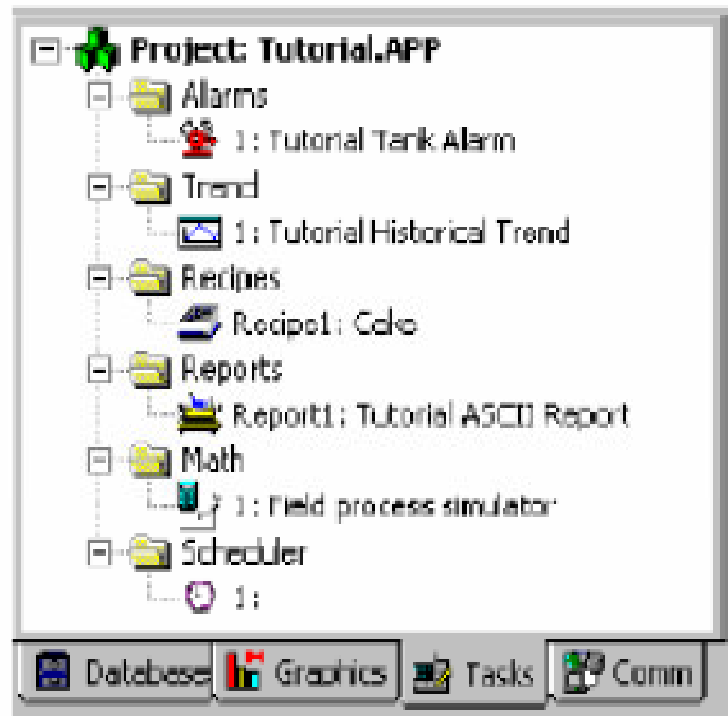 Project: Tutorial.APP
Alarms
1: Tutorial Tank Alarm
Trend
1: Tutorial Historical Trend
Recipes
Recipe1: Cake
Reports
Report1: Tutorial ASCII Report
Math
1: Field process simulator
Scheduler
1:
Database Graphics Tasks Comm